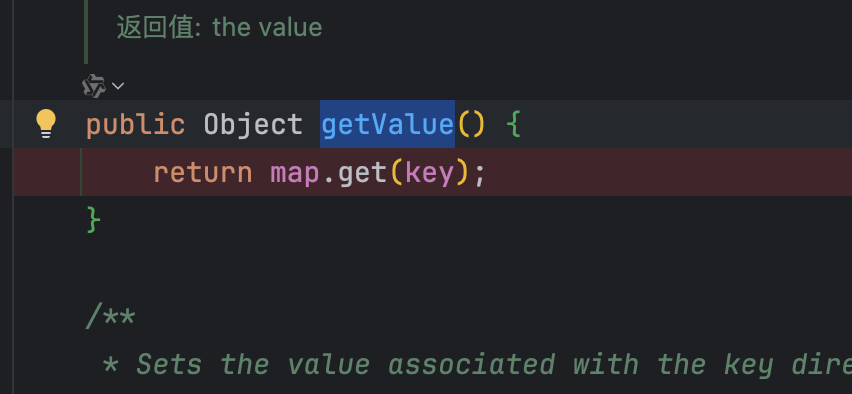 返回值: the value
public Object getValue() {
    return map.get(key);
}
/**
 * Sets the value associated with the key dire